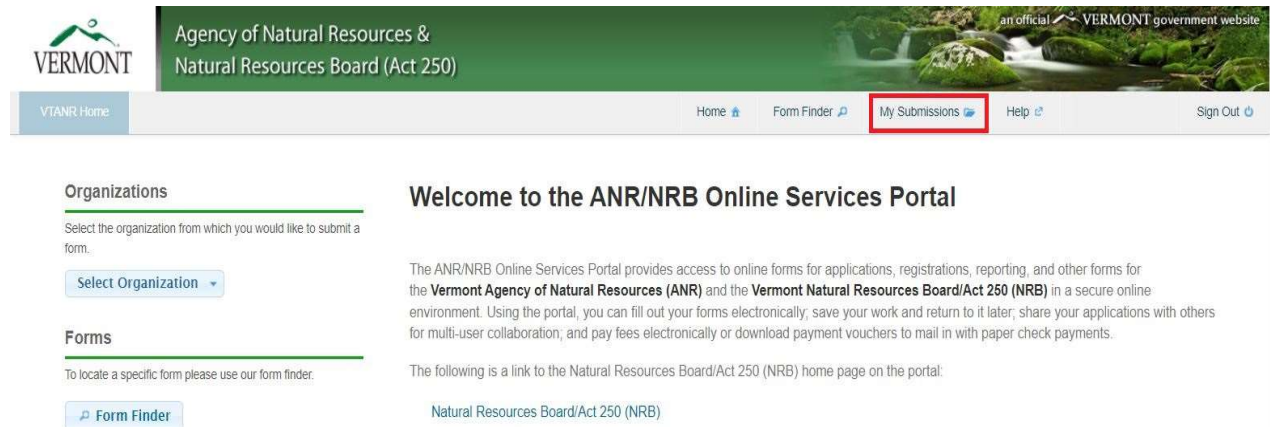 an official VERMONT government website
VERMONT
Agency of Natural Resources &
Natural Resources Board (Act 250)
VTANR Home
Home
Form Finder
My Submissions
Help
Sign Out
Organizations
Select the organization from which you would like to submit a
form.
Select Organization
Forms
To locate a specific form please use our form finder.
Form Finder
Welcome to the ANR/NRB Online Services Portal
The ANR/NRB Online Services Portal provides access to online forms for applications, registrations, reporting, and other forms for
the Vermont Agency of Natural Resources (ANR) and the Vermont Natural Resources Board/Act 250 (NRB) in a secure online
environment. Using the portal, you can fill out your forms electronically; save your work and return to it later; share your applications with others
for multi-user collaboration; and pay fees electronically or download payment vouchers to mail in with paper check payments.
The following is a link to the Natural Resources Board/Act 250 (NRB) home page on the portal:
Natural Resources Board/Act 250 (NRB)